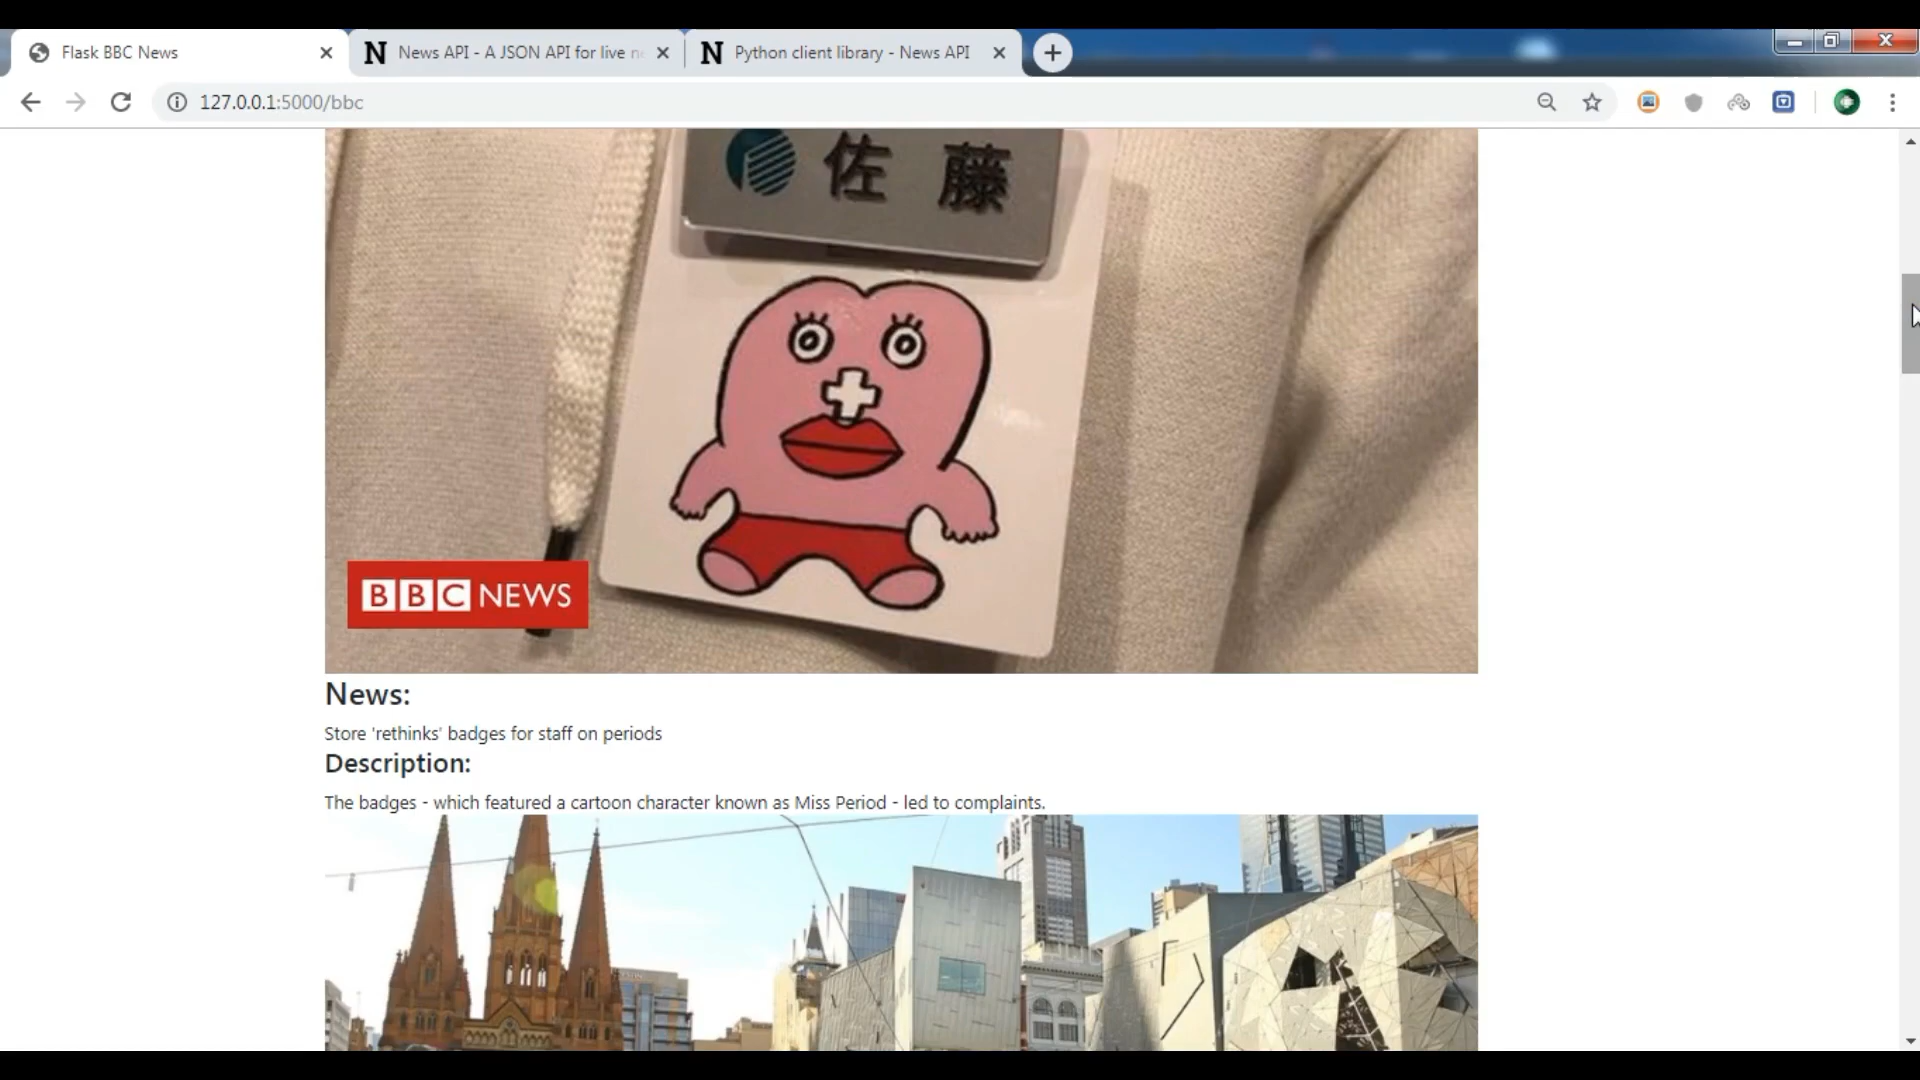 Flask BBC News
News API - A JSON API for live ne
Python client library - News API
127.0.0.1:5000/bbc
佐 藤
BBC NEWS
News:
Store 'rethinks' badges for staff on periods
Description:
The badges - which featured a cartoon character known as Miss Period - led to complaints.